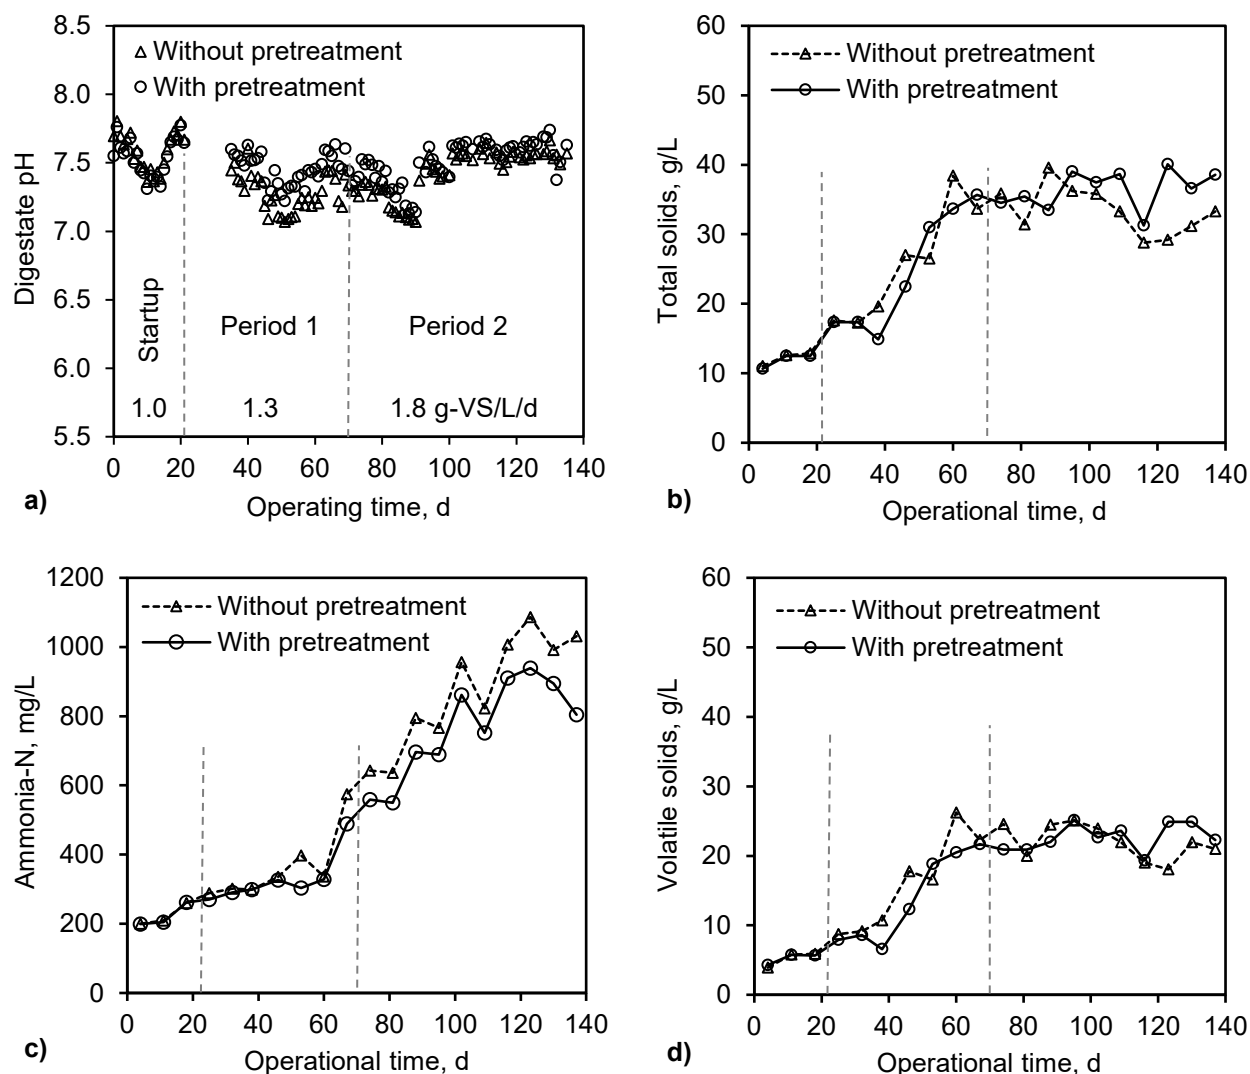 8.5
8.0
7.5
7.0
6.5
6.0
5.5
Digestate pH
Without pretreatment
With pretreatment
Startup
Period 1
Period 2
1.0
1.3
1.8 g-VS/L/d
0 20 40 60 80 100 120 140
Operating time, d
a)
60
50
40
30
20
10
0
Total solids, g/L
Without pretreatment
With pretreatment
0 20 40 60 80 100 120 140
Operational time, d
b)
1200
1000
800
600
400
200
0
Ammonia-N, mg/L
Without pretreatment
With pretreatment
0 20 40 60 80 100 120 140
Operational time, d
c)
60
50
40
30
20
10
0
Volatile solids, g/L
Without pretreatment
With pretreatment
0 20 40 60 80 100 120 140
Operational time, d
d)